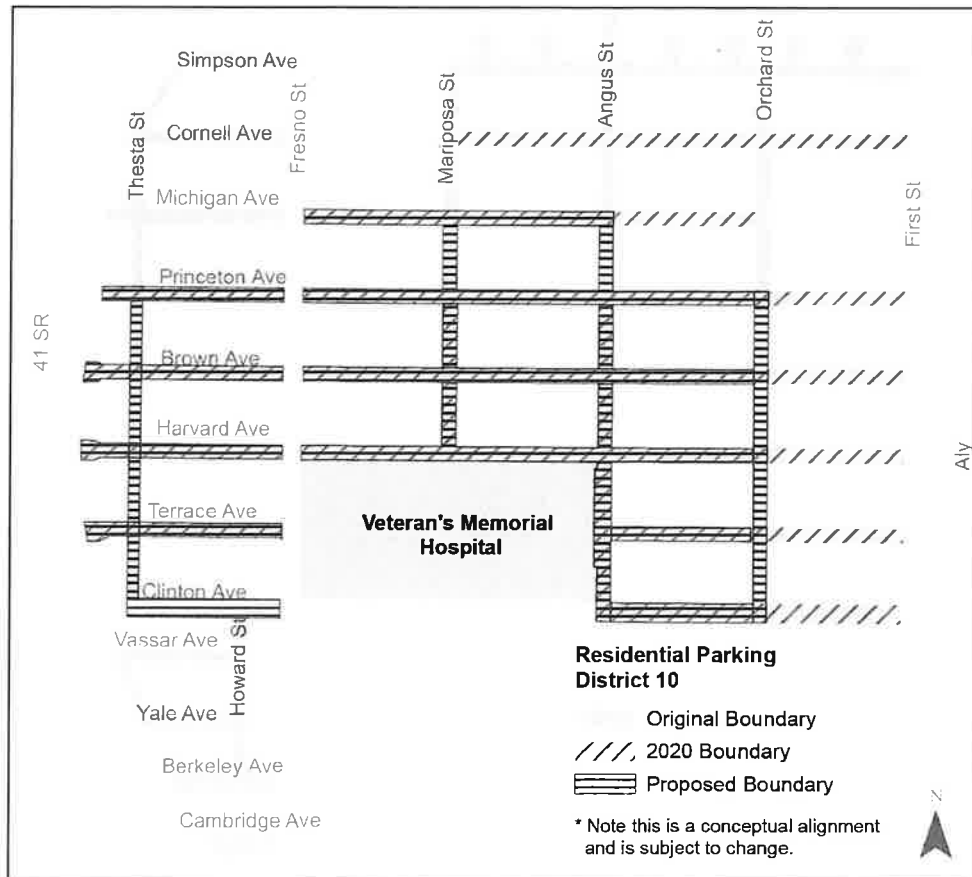 Simpson Ave
Cornell Ave
Thesta St
Fresno St
Mariposa St
Angus St
Orchard St
First St
Michigan Ave
Princeton Ave
41 SR
Brown Ave
Harvard Ave
Aly
Terrace Ave
Veteran's Memorial
Hospital
Clinton Ave
Vassar Ave
Howard St
Yale Ave
Berkeley Ave
Cambridge Ave
Residential Parking
District 10
Original Boundary
2020 Boundary
Proposed Boundary
* Note this is a conceptual alignment
and is subject to change.
N